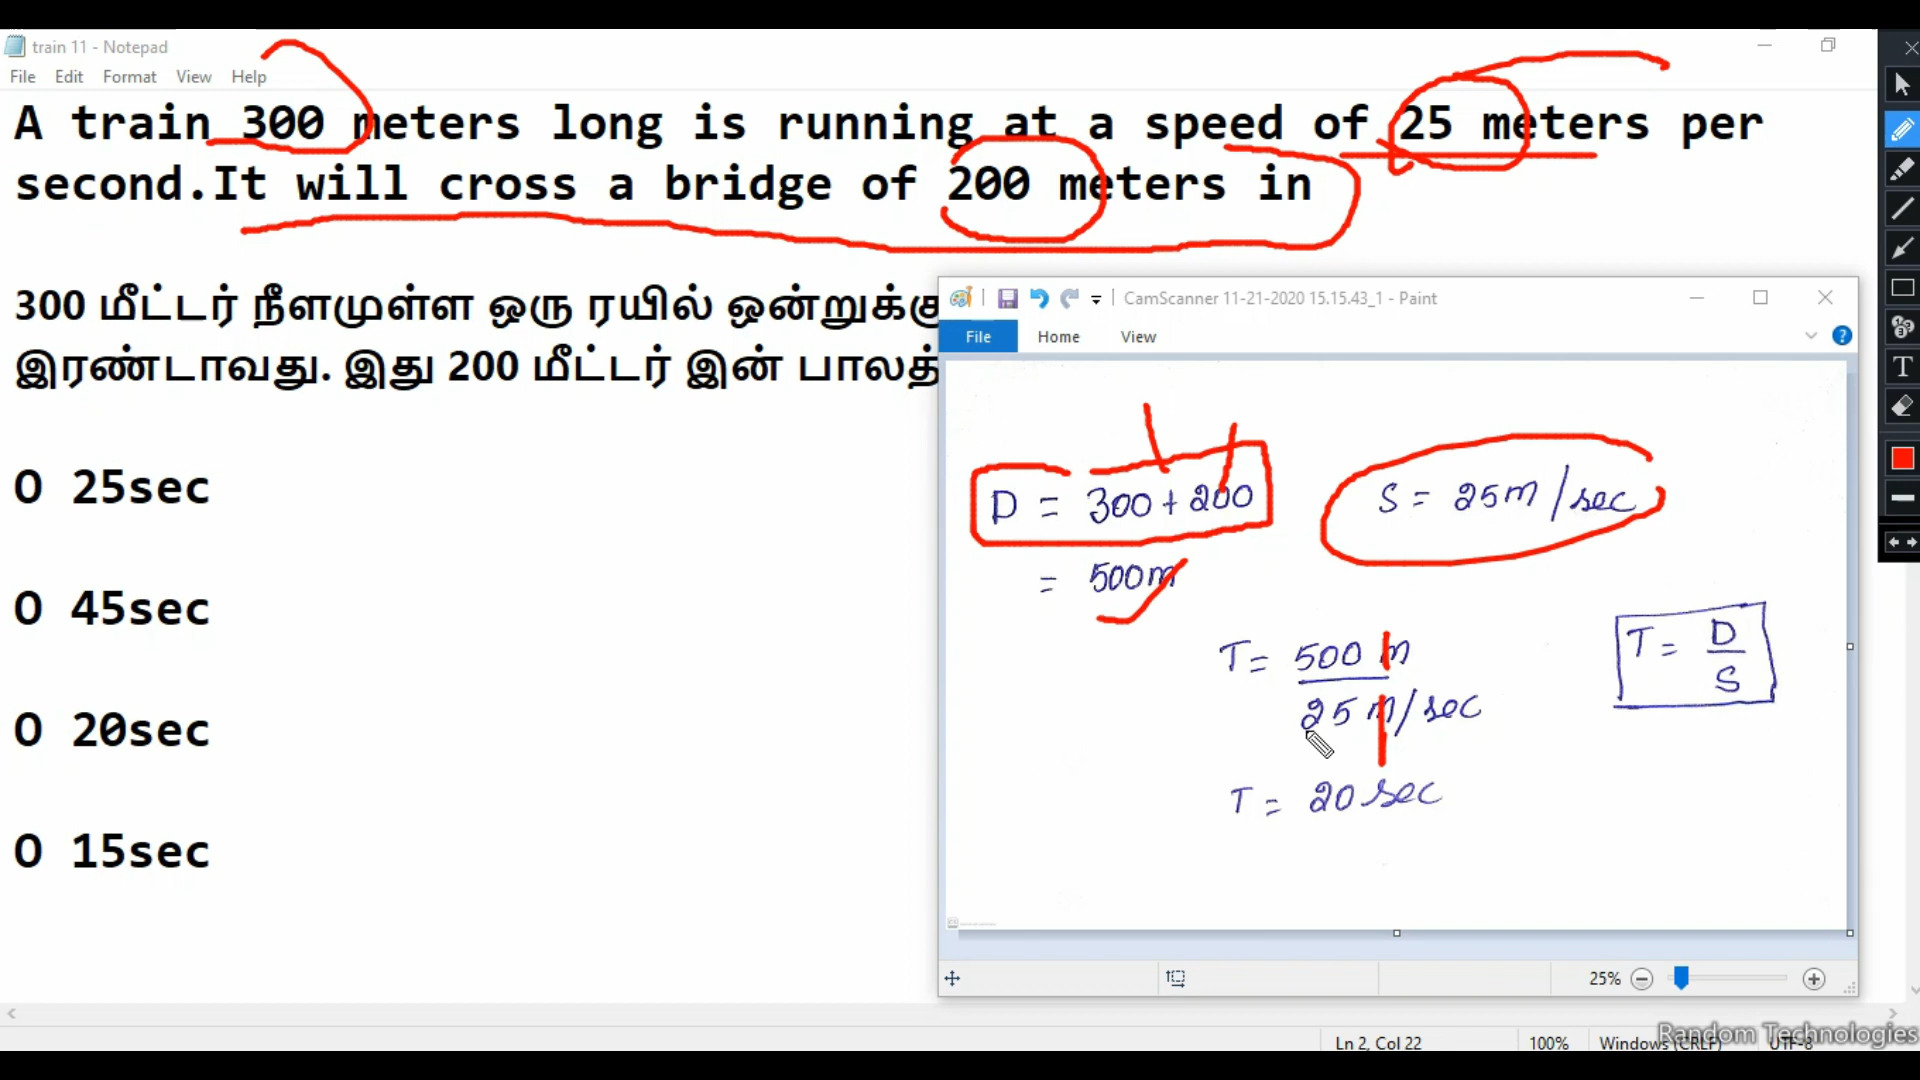 train 11 - Notepad
File Edit Format View Help
A train 300 meters long is running at a speed of 25 meters per
second.It will cross a bridge of 200 meters in
300 மீட்டர் நீளமுள்ள ஒரு ரயில் ஒன்றுக்கு
இரண்டாவது. இது 200 மீட்டர் இன் பாலத்
O 25sec
O 45sec
O 20sec
O 15sec
CamScanner 11-21-2020 15.15.43_1 - Paint
File Home View
D = 300 + 200
= 500m
S = 25m/sec
T = 500 m
25 m/sec
T = 20 sec
T = D
S
25%
Ln 2, Col 22 100% Windows (CRLF) UTF-8
Random Technologies
T